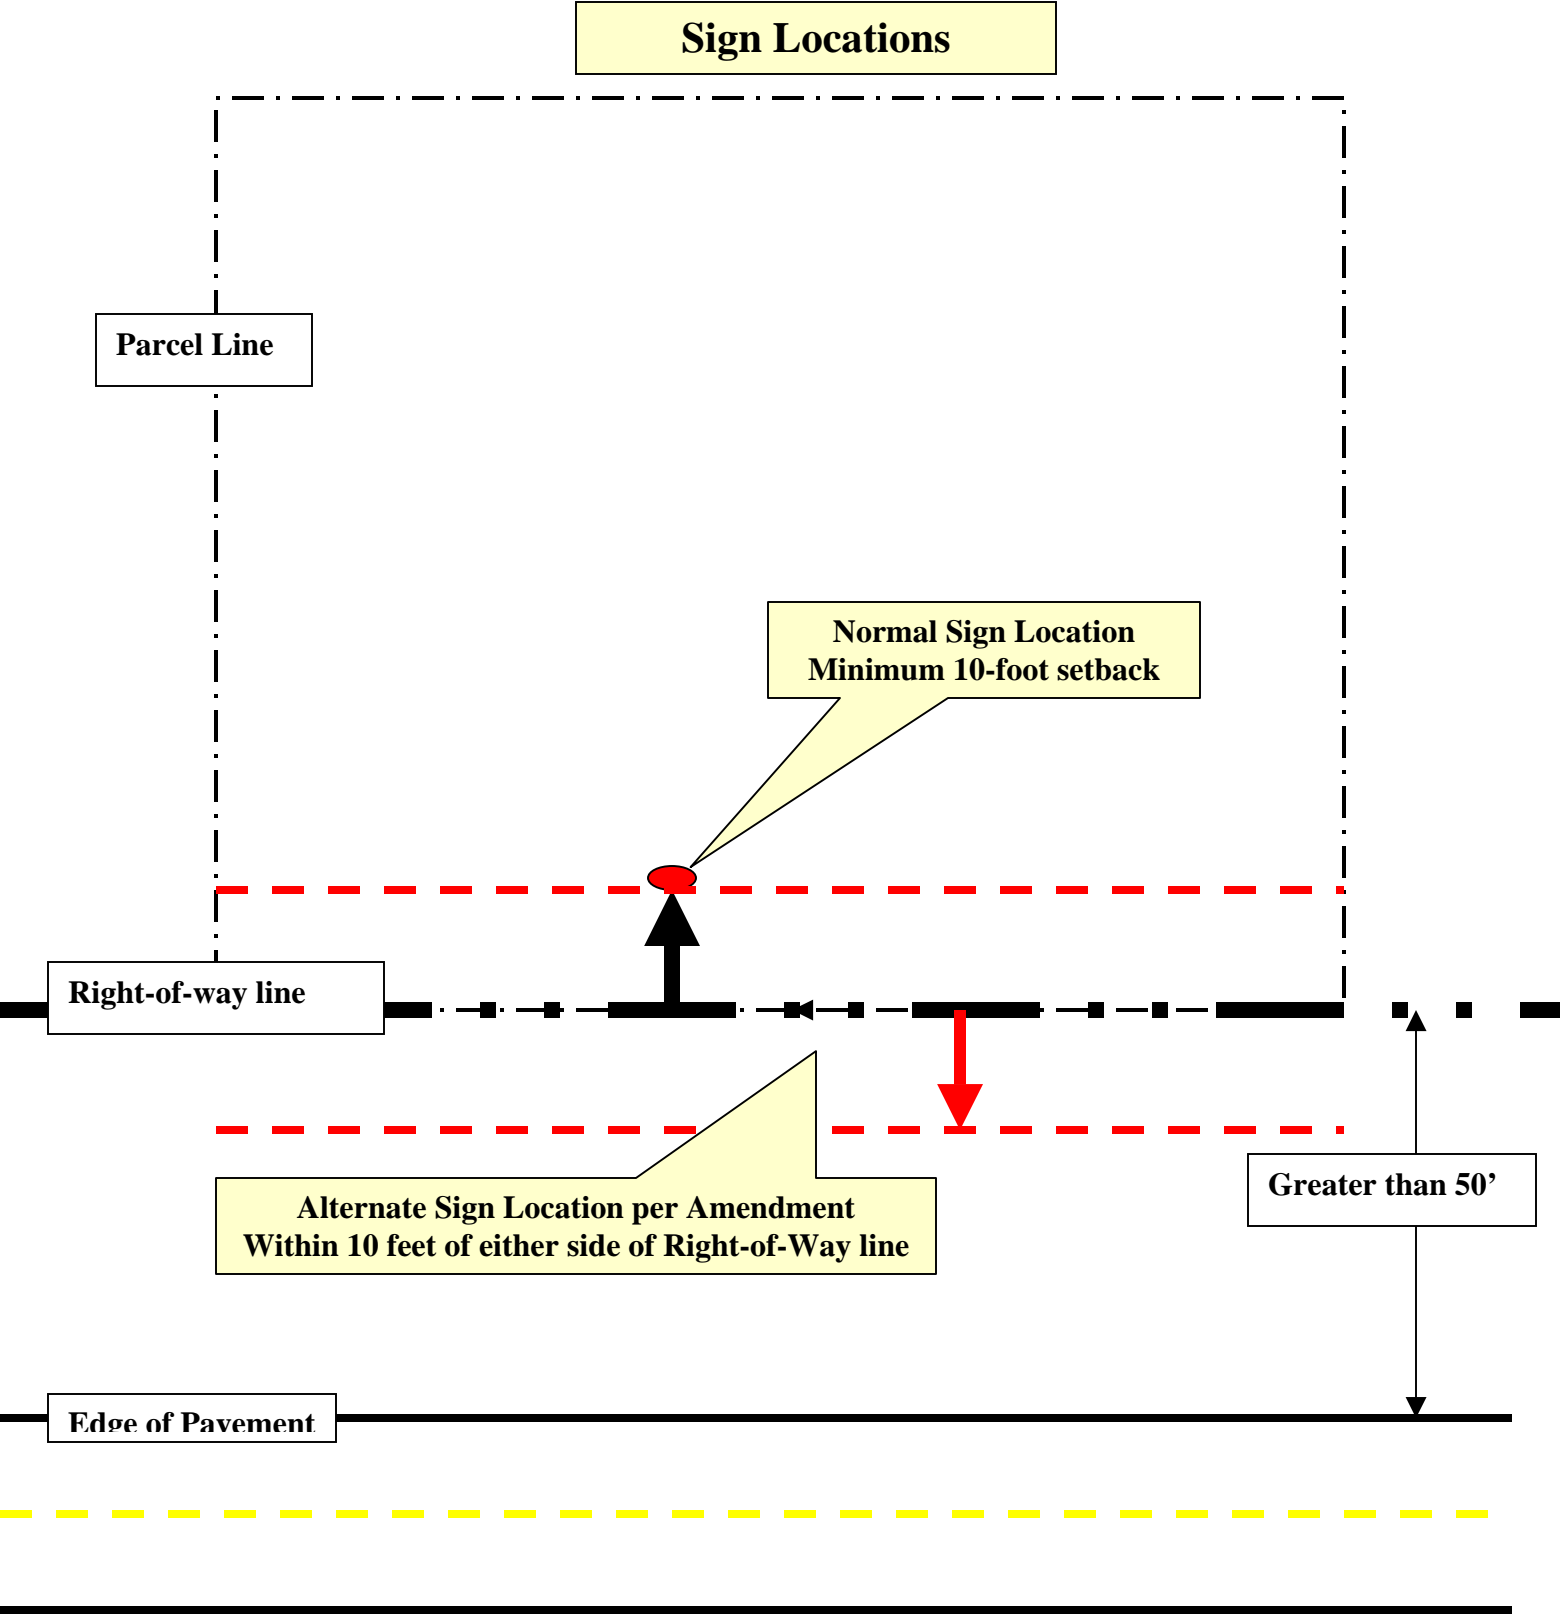 Sign Locations
Parcel Line
Normal Sign Location
Minimum 10-foot setback
Right-of-way line
Greater than 50’
Alternate Sign Location per Amendment
Within 10 feet of either side of Right-of-Way line
Edge of Pavement